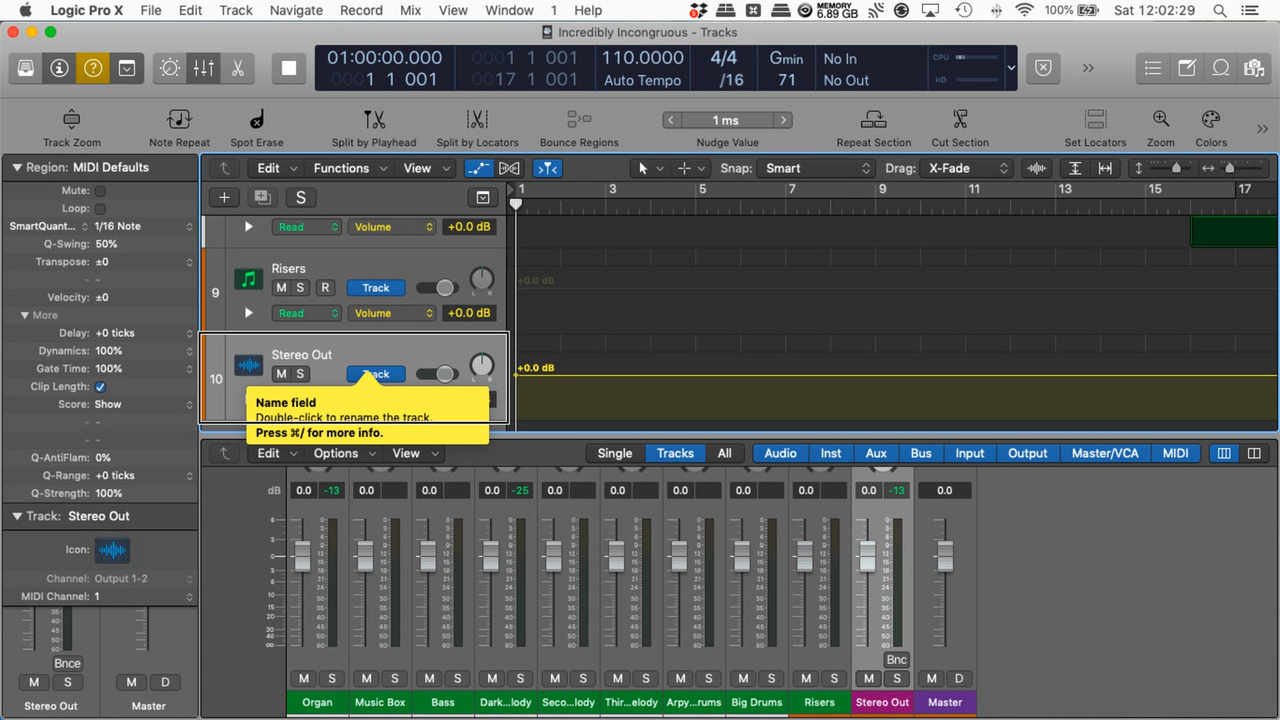 Logic Pro X File Edit Track Navigate Record Mix View Window 1 Help MEMORY 6.89 GB 100% Sat 12:02:29
Incredibly Incongruous - Tracks
01:00:00.000 0001 1 001 110.0000 4/4 Gmin No In CPU
0001 1 001 0017 1 001 Auto Tempo /16 71 No Out HD
1 ms
Track Zoom Note Repeat Spot Erase Split by Playhead Split by Locators Bounce Regions Nudge Value Repeat Section Cut Section Set Locators Zoom Colors
Region: MIDI Defaults
Mute:
Loop:
SmartQuant... 1/16 Note
Q-Swing: 50%
Transpose: ±0
- -
Velocity: ±0
More
Delay: +0 ticks
Dynamics: 100%
Gate Time: 100%
Clip Length:
Score: Show
- -
- -
Q-AntiFlam: 0%
Q-Range: +0 ticks
Q-Strength: 100%
Track: Stereo Out
Icon:
Channel: Output 1-2
MIDI Channel: 1
Edit Functions View Snap: Smart Drag: X-Fade
S 1 3 5 7 9 11 13 15 17
Read Volume +0.0 dB
9
Risers
M S R Track L R
Read Volume +0.0 dB
+0.0 dB
10
Stereo Out
M S Track L R
+0.0 dB
Name field
Double-click to rename the track.
Press ⌘/ for more info.
Edit Options View Single Tracks All Audio Inst Aux Bus Input Output Master/VCA MIDI
dB 0.0 -13 0.0 0.0 0.0 -25 0.0 0.0 0.0 0.0 0.0 0.0 -13 0.0
Bnce
Bnc
M S M D
M S M S M S M S M S M S M S M S M S M S M D
Stereo Out Master
Organ Music Box Bass Dark...lody Seco...lody Thir...elody Arpy...rums Big Drums Risers Stereo Out Master